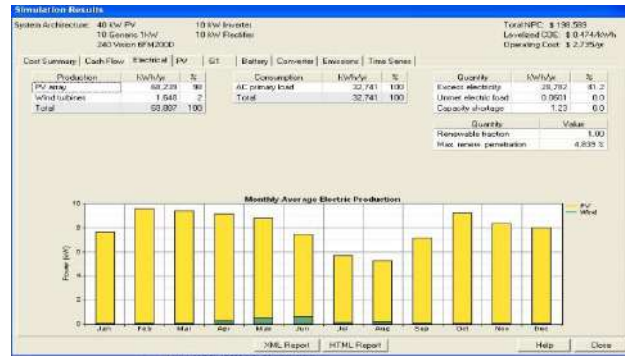 Simulation Results
System Architecture: 40 kW PV 10 kW Inverter Total NPC: $ 198,589
10 Generic 1kW 10 kW Rectifier Levelized COE: $ 0.474/kWh
240 Vision 6FM200D Operating Cost: $ 2,735/yr
Cost Summary Cash Flow Electrical PV G1 Battery Converter Emissions Time Series
Production kWh/yr % Consumption kWh/yr % Quantity kWh/yr %
PV array 68,239 98 AC primary load 32,741 100 Excess electricity 28,782 41.2
Wind turbines 1,648 2 Total 32,741 100 Unmet electric load 0.0601 0.0
Total 69,887 100 Capacity shortage 1.23 0.0
Quantity Value
Renewable fraction 1.00
Max. renew. penetration 4,839 %
Monthly Average Electric Production
PV
Wind
Power (kW)
10
8
6
4
2
0
Jan Feb Mar Apr May Jun Jul Aug Sep Oct Nov Dec
XML Report HTML Report Help Close